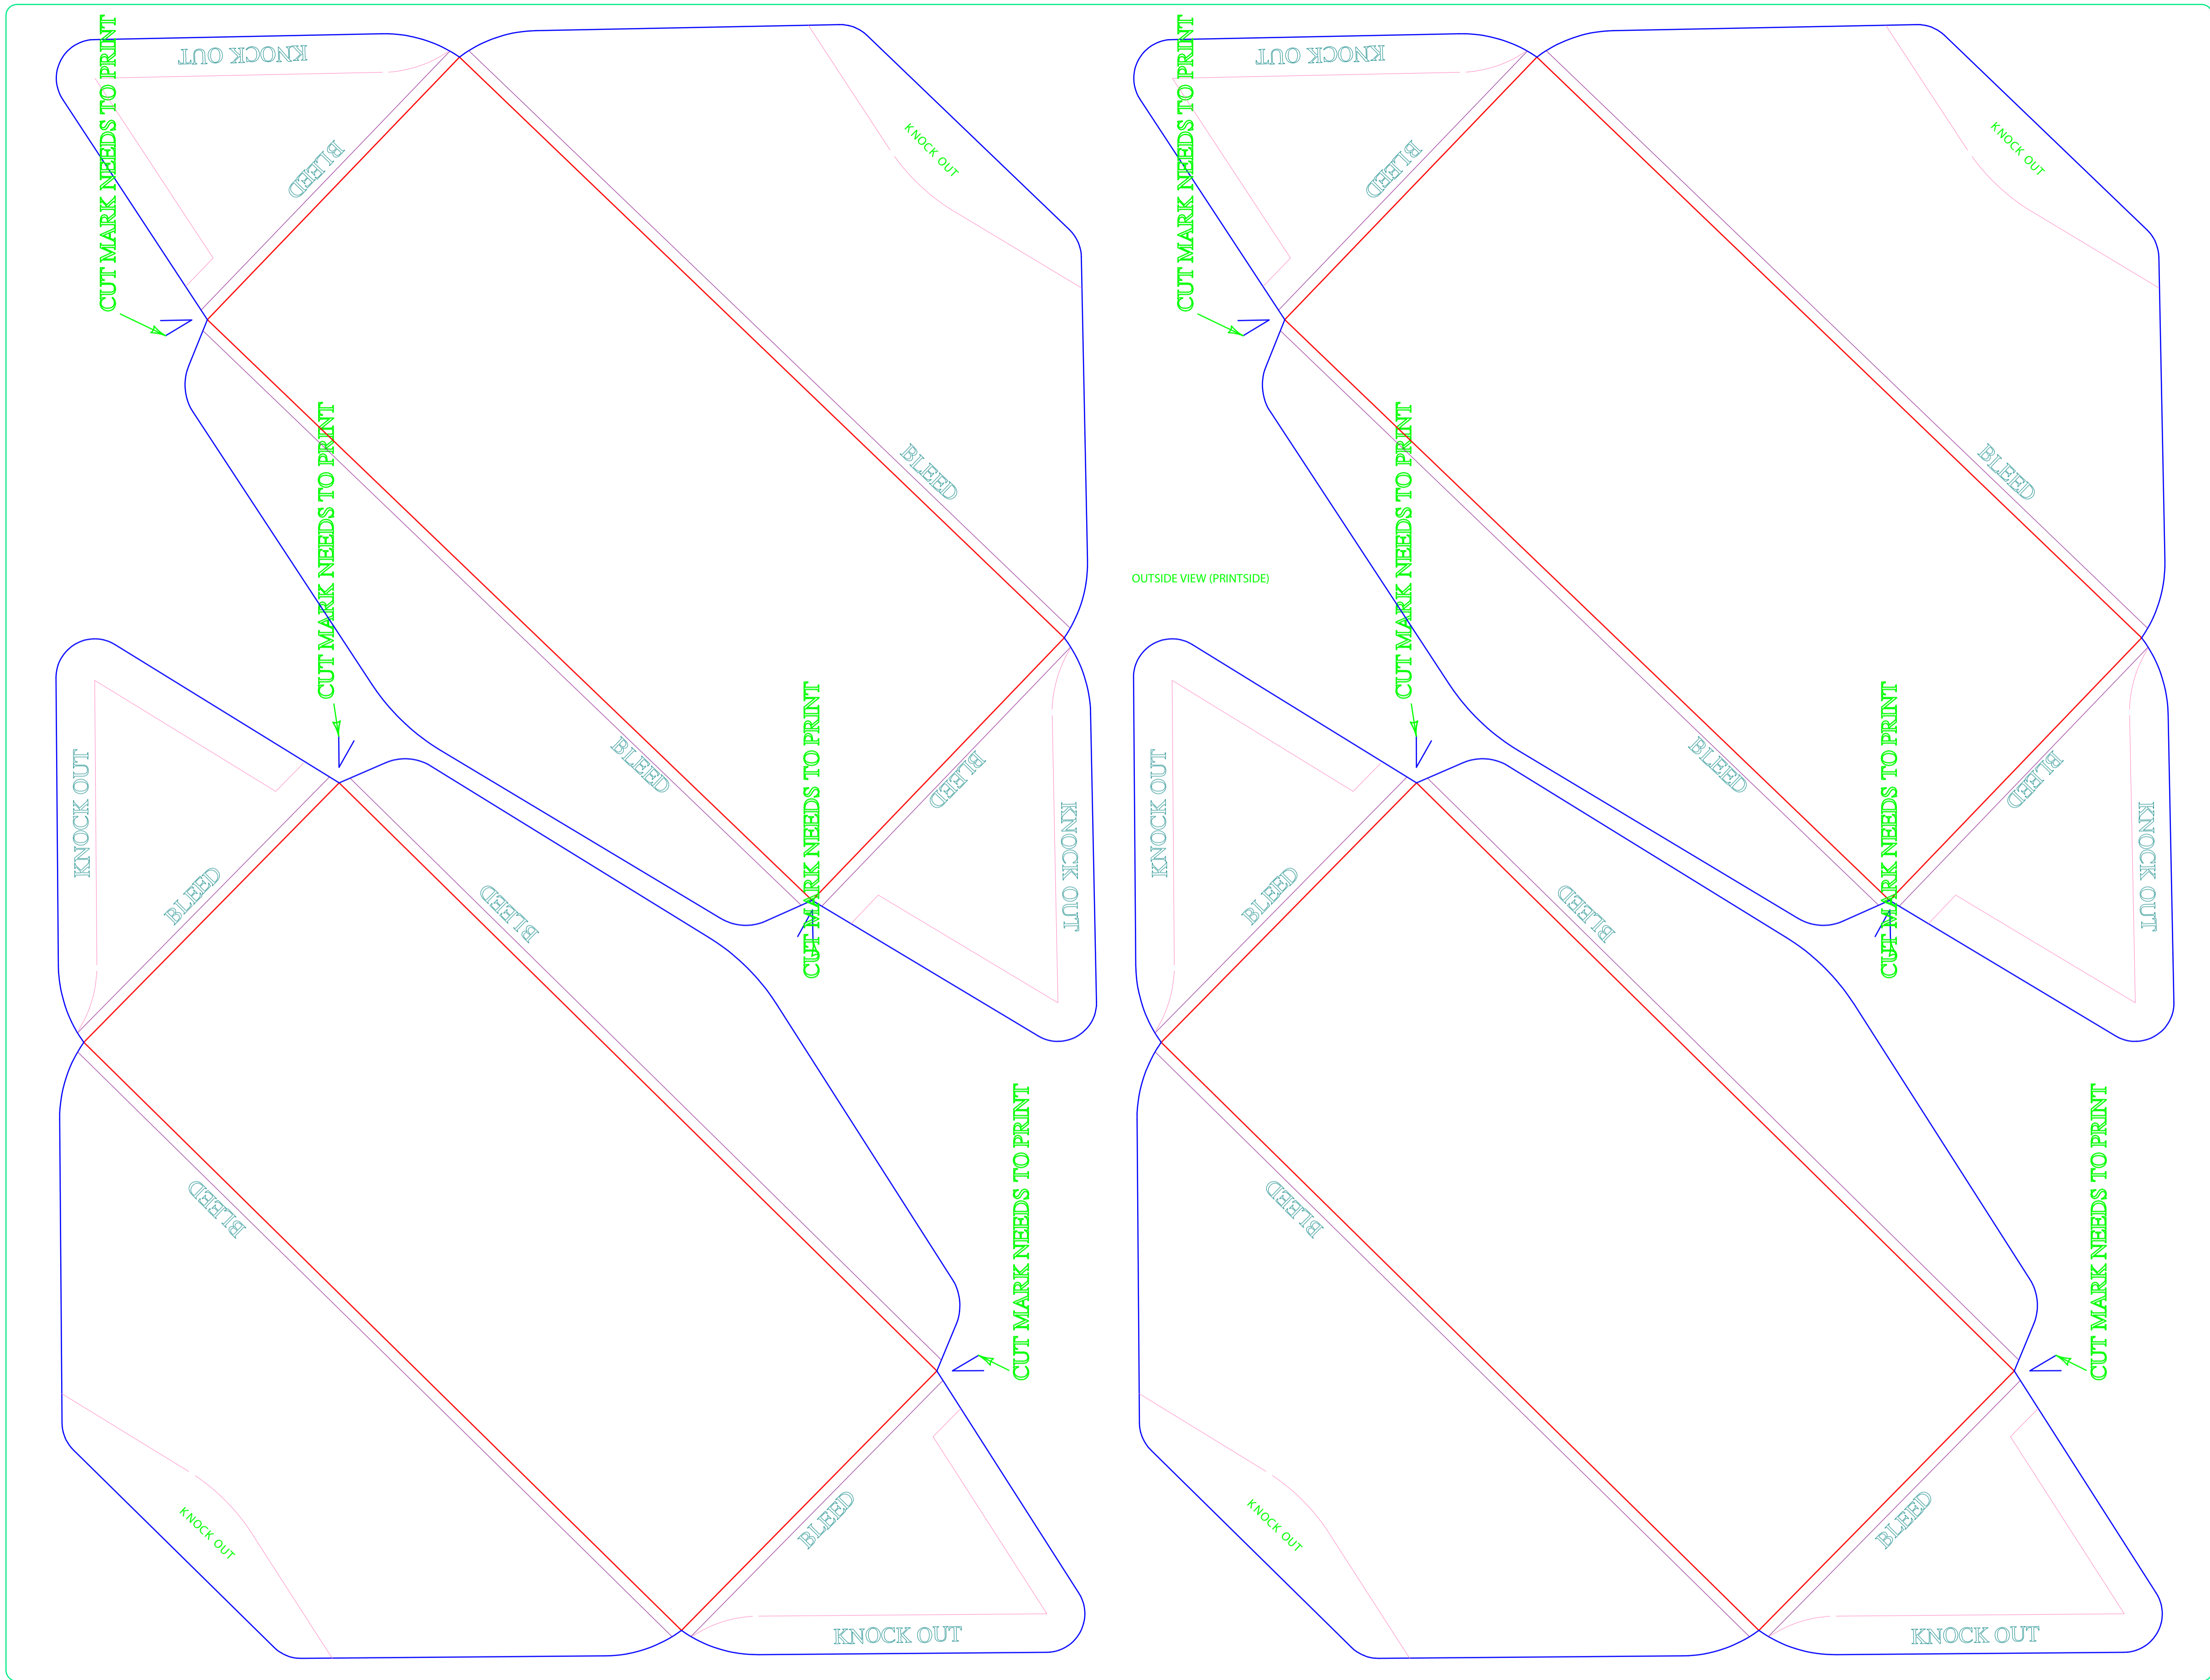 KNOCK OUT
CUT MARK NEEDS TO PRINT
BLEED
KNOCK OUT
BLEED
CUT MARK NEEDS TO PRINT
BLEED
BLEED
KNOCK OUT
CUT MARK NEEDS TO PRINT
KNOCK OUT
BLEED
BLEED
BLEED
CUT MARK NEEDS TO PRINT
KNOCK OUT
BLEED
KNOCK OUT
OUTSIDE VIEW (PRINTSIDE)
KNOCK OUT
CUT MARK NEEDS TO PRINT
BLEED
KNOCK OUT
BLEED
CUT MARK NEEDS TO PRINT
BLEED
BLEED
KNOCK OUT
CUT MARK NEEDS TO PRINT
KNOCK OUT
BLEED
BLEED
BLEED
CUT MARK NEEDS TO PRINT
KNOCK OUT
BLEED
KNOCK OUT